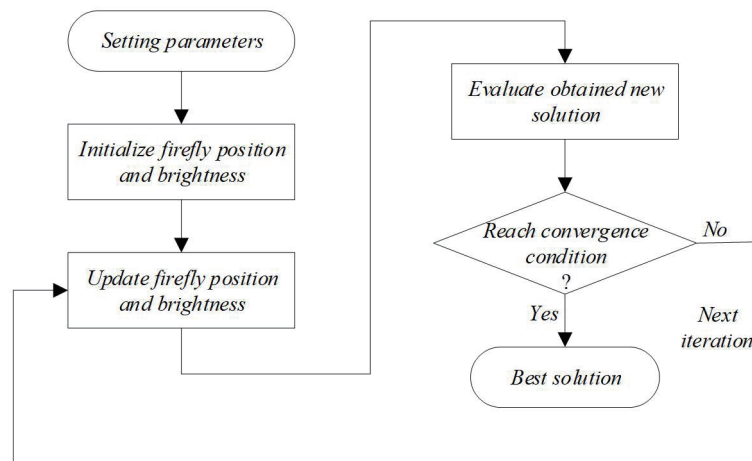 Setting parameters
Initialize firefly position
and brightness
Update firefly position
and brightness
Evaluate obtained new
solution
Reach convergence
condition
?
No
Yes
Next
iteration
Best solution